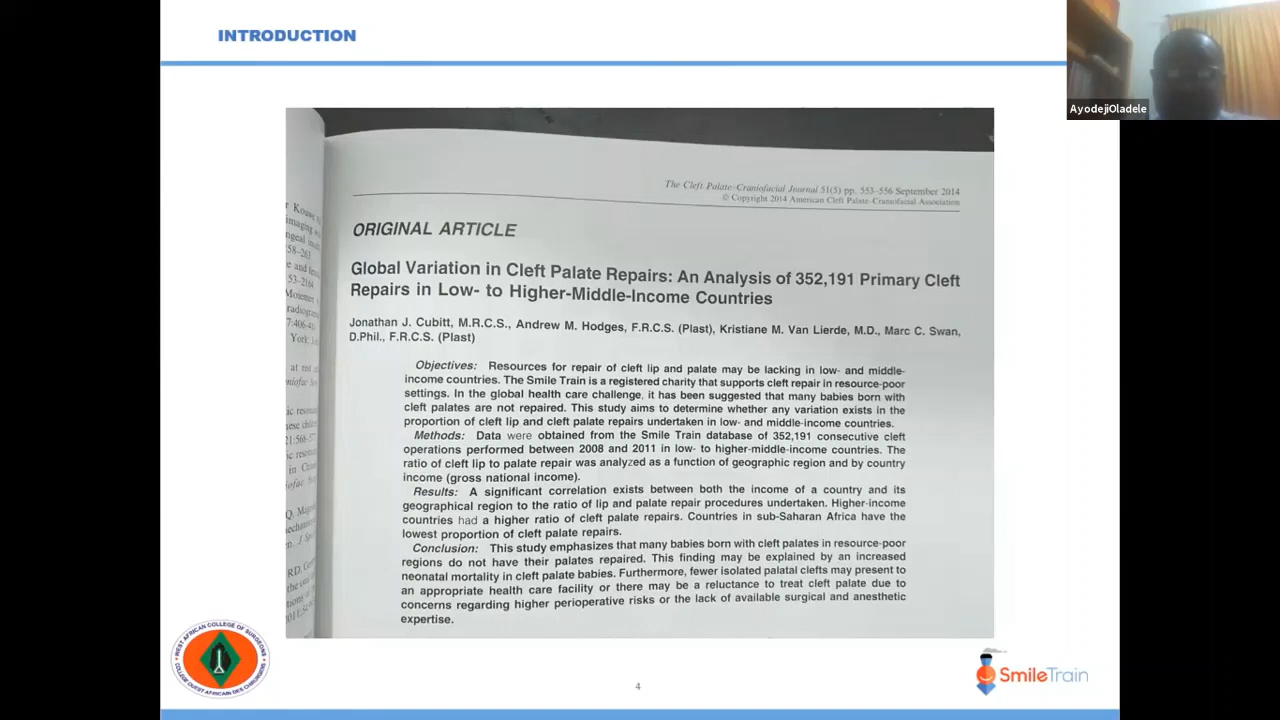 INTRODUCTION
AyodejiOladele
The Cleft Palate–Craniofacial Journal 51(5) pp. 553–556 September 2014
© Copyright 2014 American Cleft Palate–Craniofacial Association
ORIGINAL ARTICLE
Global Variation in Cleft Palate Repairs: An Analysis of 352,191 Primary Cleft
Repairs in Low- to Higher-Middle-Income Countries
Jonathan J. Cubitt, M.R.C.S., Andrew M. Hodges, F.R.C.S. (Plast), Kristiane M. Van Lierde, M.D., Marc C. Swan,
D.Phil., F.R.C.S. (Plast)
Objectives: Resources for repair of cleft lip and palate may be lacking in low- and middle-
income countries. The Smile Train is a registered charity that supports cleft repair in resource-poor
settings. In the global health care challenge, it has been suggested that many babies born with
cleft palates are not repaired. This study aims to determine whether any variation exists in the
proportion of cleft lip and cleft palate repairs undertaken in low- and middle-income countries.
Methods: Data were obtained from the Smile Train database of 352,191 consecutive cleft
operations performed between 2008 and 2011 in low- to higher-middle-income countries. The
ratio of cleft lip to palate repair was analyzed as a function of geographic region and by country
income (gross national income).
Results: A significant correlation exists between both the income of a country and its
geographical region to the ratio of lip and palate repair procedures undertaken. Higher-income
countries had a higher ratio of cleft palate repairs. Countries in sub-Saharan Africa have the
lowest proportion of cleft palate repairs.
Conclusion: This study emphasizes that many babies born with cleft palates in resource-poor
regions do not have their palates repaired. This finding may be explained by an increased
neonatal mortality in cleft palate babies. Furthermore, fewer isolated palatal clefts may present to
an appropriate health care facility or there may be a reluctance to treat cleft palate due to
concerns regarding higher perioperative risks or the lack of available surgical and anesthetic
expertise.
WEST AFRICAN COLLEGE OF SURGEONS
COLLEGE OUEST AFRICAIN DES CHIRURGIENS
4
SmileTrain